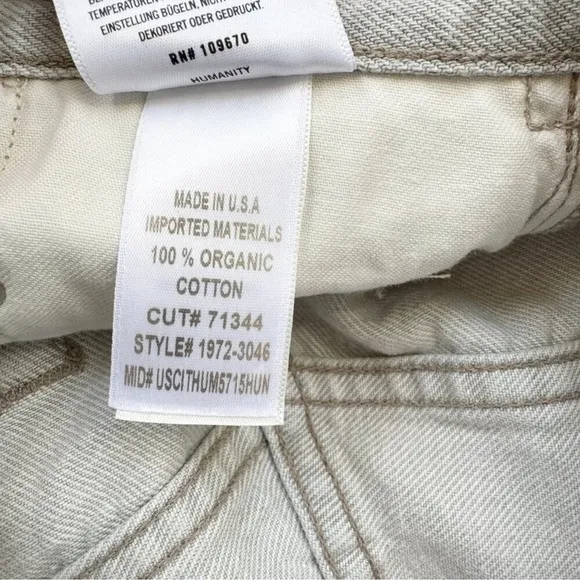 TEMPERATUREN
EINSTELLUNG BÜGELN. NICHT
DEKORIERT ODER GEDRUCKT.
RN# 109670
HUMANITY
MADE IN U.S.A
IMPORTED MATERIALS
100 % ORGANIC
COTTON
CUT# 71344
STYLE# 1972-3046
MID# USCITHUM5715HUN